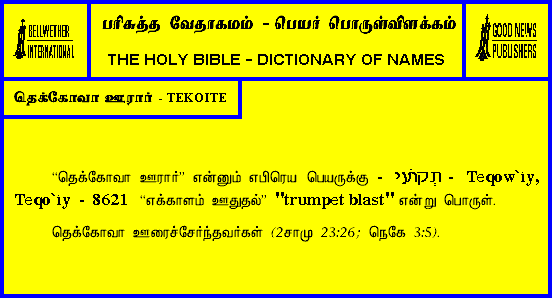 BELLWETHER
INTERNATIONAL
பரிசுத்த வேதாகமம் - பெயர் பொருள்விளக்கம்
THE HOLY BIBLE - DICTIONARY OF NAMES
GOOD NEWS
PUBLISHERS
தெக்கோவா ஊரார் - TEKOITE
“தெக்கோவா ஊரார்” என்னும் எபிரெய பெயருக்கு - תְּקֹעִי - Teqow`iy,
Teqo`iy - 8621 “எக்காளம் ஊதுதல்” "trumpet blast" என்று பொருள்.
தெக்கோவா ஊரைச்சேர்ந்தவர்கள் (2சாமு 23:26; நெகே 3:5).